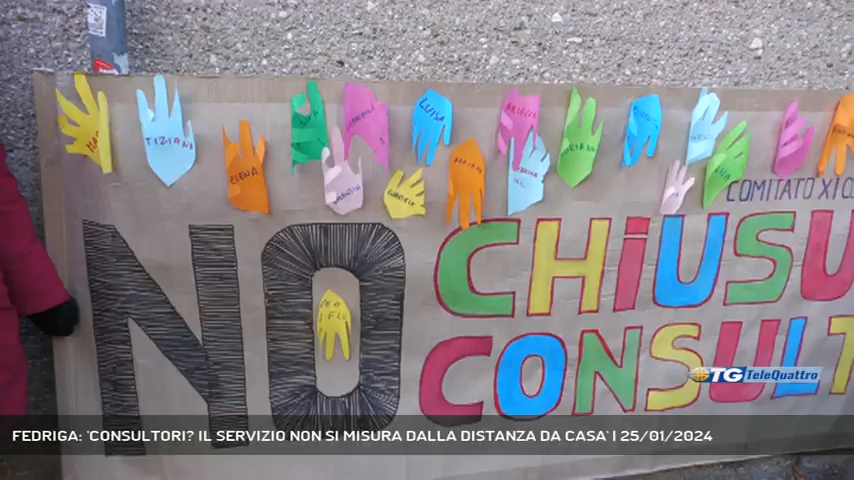 TIZIANA
ELENA
LUISA
COMITATO XI C
NO CHIUSU
CONSULT
TG TeleQuattro
FEDRIGA: 'CONSULTORI? IL SERVIZIO NON SI MISURA DALLA DISTANZA DA CASA' | 25/01/2024